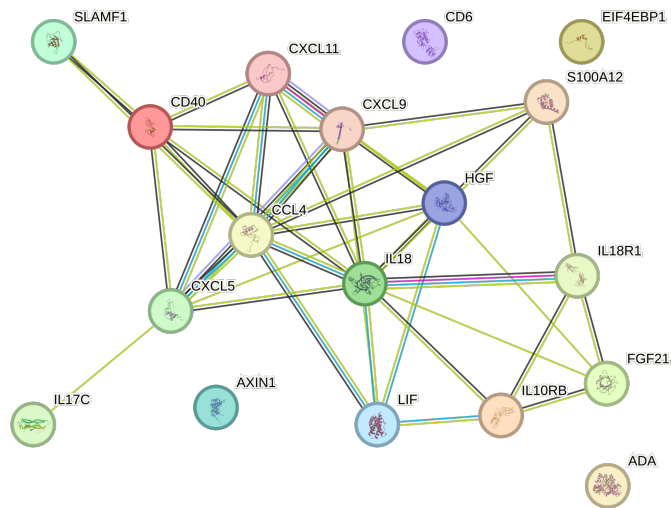 SLAMF1
CD6
EIF4EBP1
CXCL11
S100A12
CD40
CXCL9
HGF
CCL4
IL18
IL18R1
CXCL5
FGF21
IL17C
AXIN1
LIF
IL10RB
ADA